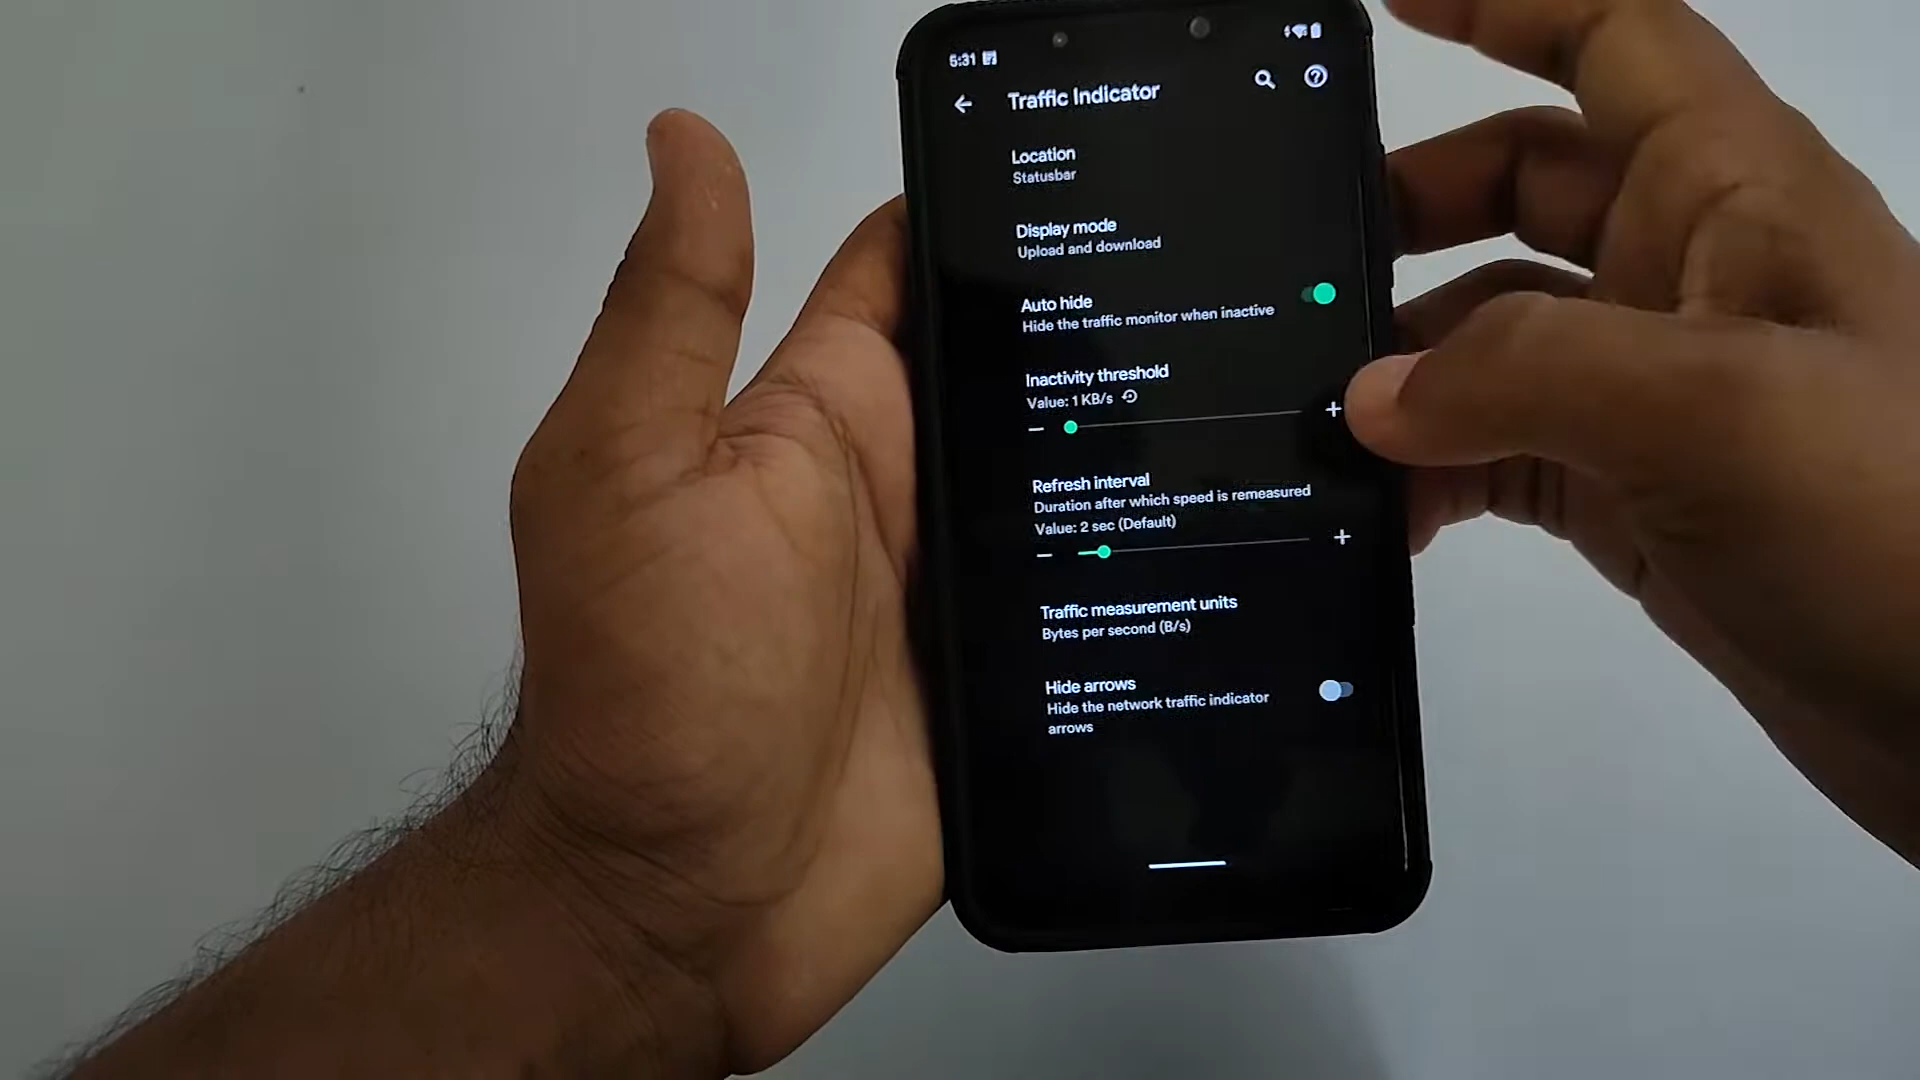 5:31
Traffic Indicator
Location
Statusbar
Display mode
Upload and download
Auto hide
Hide the traffic monitor when inactive
Inactivity threshold
Value: 1 KB/s
Refresh interval
Duration after which speed is remeasured
Value: 2 sec (Default)
Traffic measurement units
Bytes per second (B/s)
Hide arrows
Hide the network traffic indicator
arrows